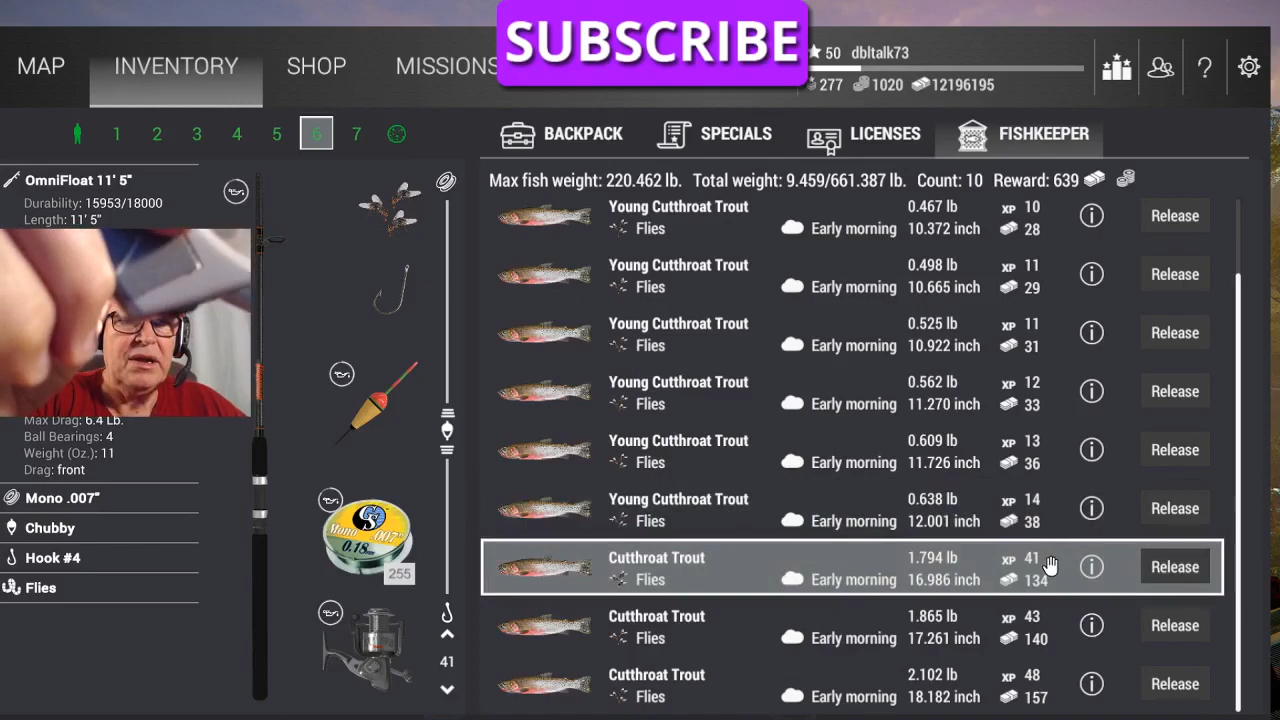 SUBSCRIBE
MAP INVENTORY SHOP MISSIONS
50 dbltalk73
277 1020 12196195
?
1 2 3 4 5 6 7
BACKPACK SPECIALS LICENSES FISHKEEPER
OmniFloat 11' 5"
Durability: 15953/18000
Length: 11' 5"
Max Drag: 6.4 Lb.
Ball Bearings: 4
Weight (Oz.): 11
Drag: front
Mono .007"
Chubby
Hook #4
Flies
Mono .007"
0.18mm
255
41
Max fish weight: 220.462 lb. Total weight: 9.459/661.387 lb. Count: 10 Reward: 639
Young Cutthroat Trout 0.467 lb XP 10
Flies Early morning 10.372 inch 28
Release
Young Cutthroat Trout 0.498 lb XP 11
Flies Early morning 10.665 inch 29
Release
Young Cutthroat Trout 0.525 lb XP 11
Flies Early morning 10.922 inch 31
Release
Young Cutthroat Trout 0.562 lb XP 12
Flies Early morning 11.270 inch 33
Release
Young Cutthroat Trout 0.609 lb XP 13
Flies Early morning 11.726 inch 36
Release
Young Cutthroat Trout 0.638 lb XP 14
Flies Early morning 12.001 inch 38
Release
Cutthroat Trout 1.794 lb XP 41
Flies Early morning 16.986 inch 134
Release
Cutthroat Trout 1.865 lb XP 43
Flies Early morning 17.261 inch 140
Release
Cutthroat Trout 2.102 lb XP 48
Flies Early morning 18.182 inch 157
Release